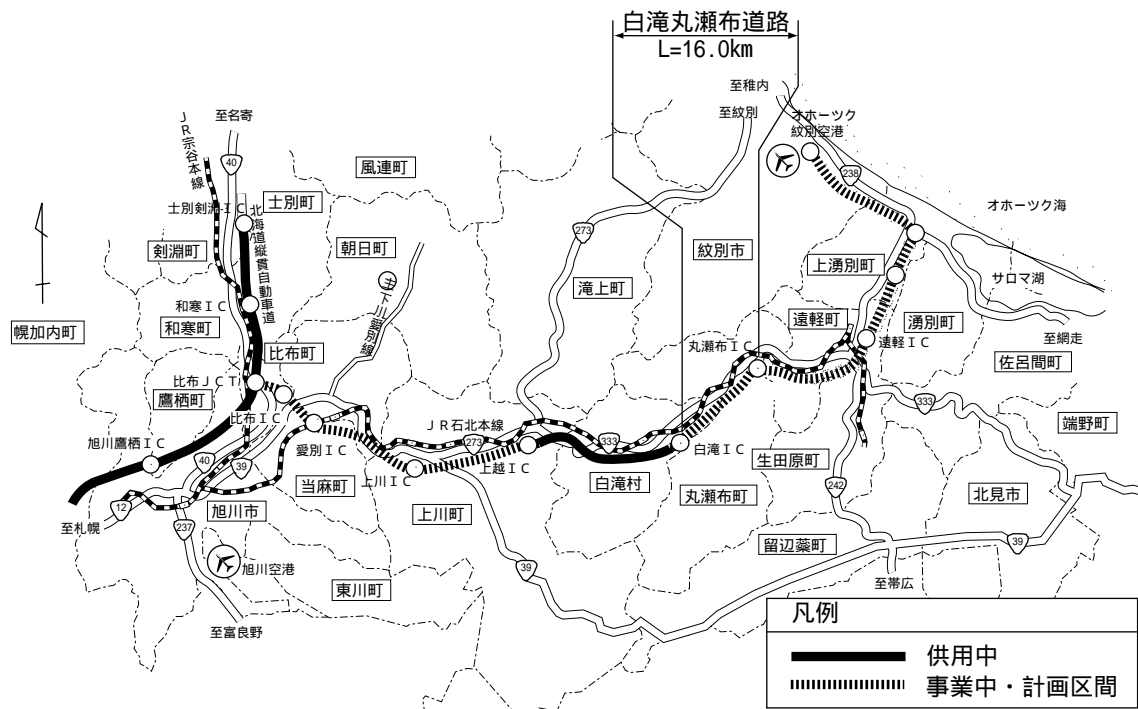 白滝丸瀬布道路
L=16.0km
至稚内
至紋別
オホーツク
紋別空港
238
オホーツク海
サロマ湖
至網走
JR宗谷本線
至名寄
40
風連町
士別町
士別剣淵IC
北海道縦貫自動車道
剣淵町
朝日町
主
下川愛別線
273
紋別市
滝上町
上湧別町
湧別町
遠軽町
遠軽IC
佐呂間町
和寒IC
和寒町
幌加内町
比布町
比布JCT
鷹栖町
比布IC
丸瀬布IC
333
端野町
旭川鷹栖IC
愛別IC
JR石北本線
273
333
白滝IC
生田原町
40
39
当麻町
上川IC
上越IC
白滝村
丸瀬布町
242
北見市
12
至札幌
旭川市
237
上川町
留辺蘂町
39
旭川空港
39
至帯広
東川町
至富良野
凡例
供用中
事業中・計画区間